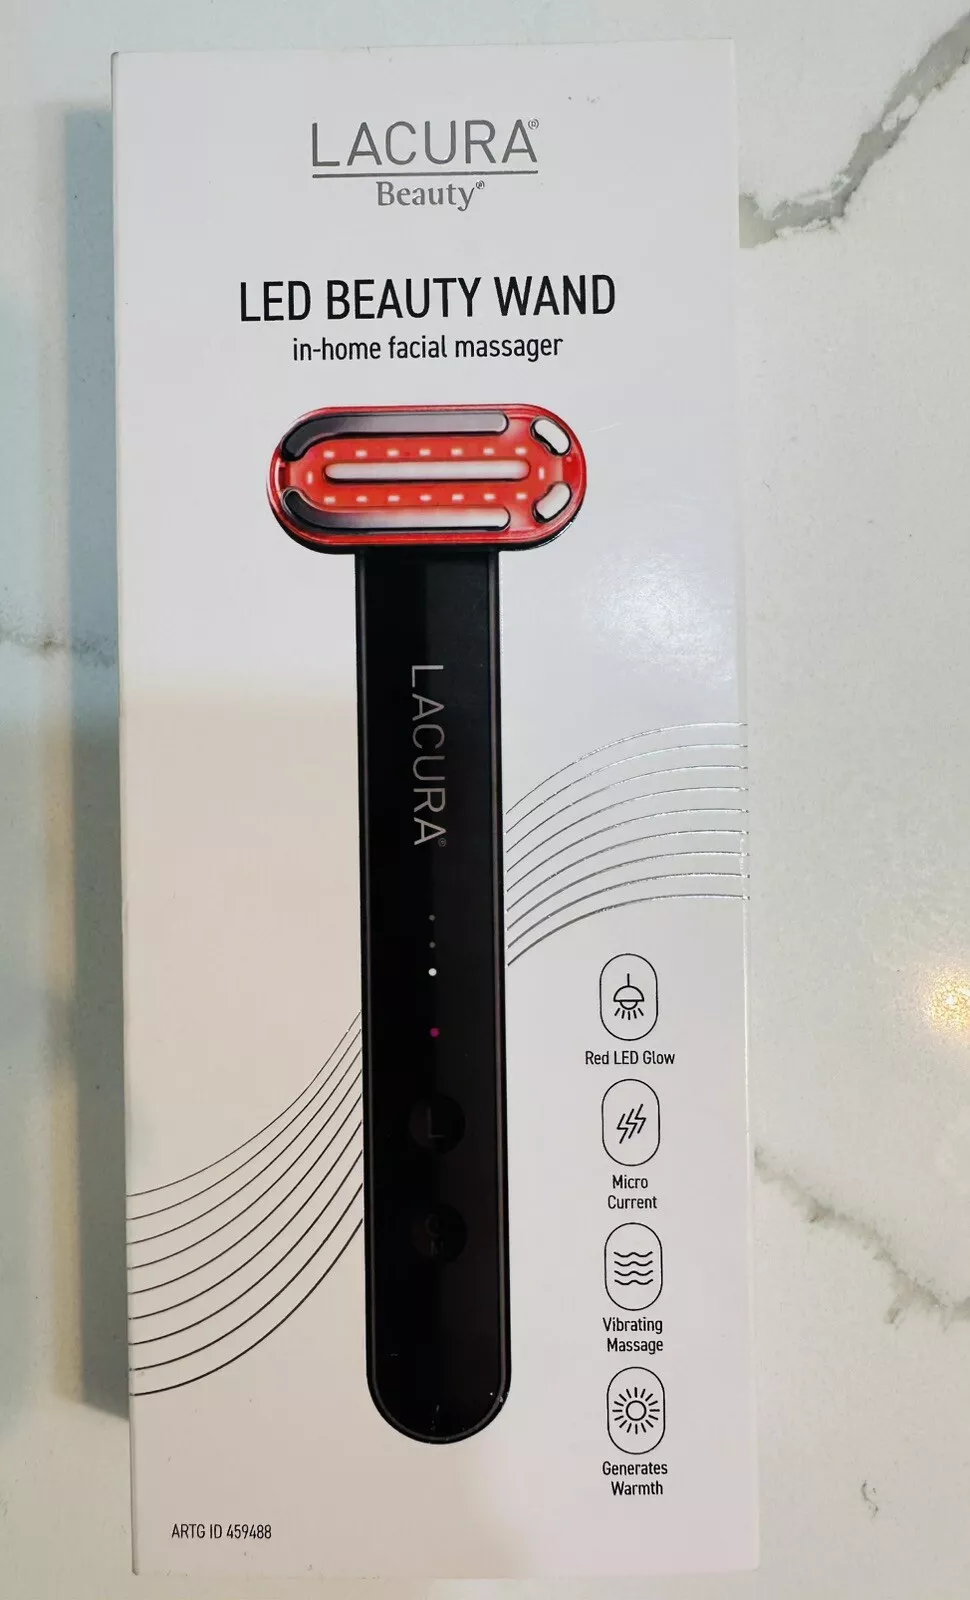 LACURA®
Beauty®
LED BEAUTY WAND
in-home facial massager
LACURA®
Red LED Glow
Micro
Current
Vibrating
Massage
Generates
Warmth
ARTG ID 459488